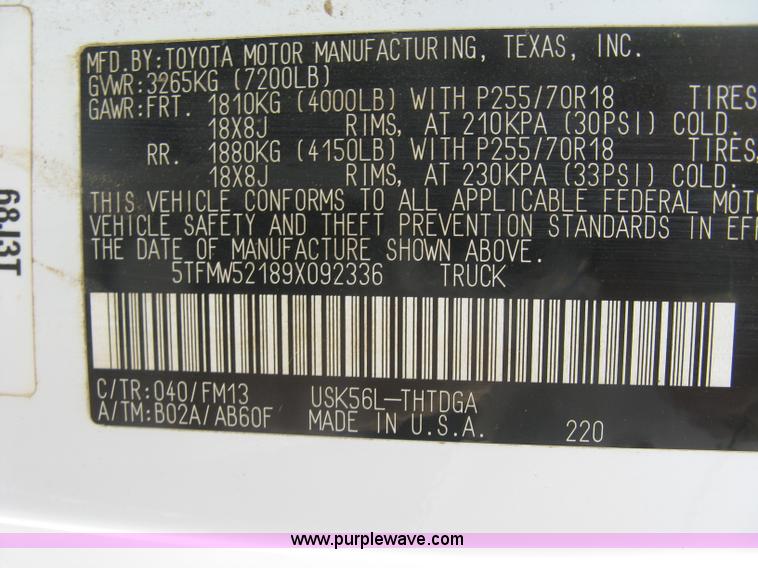 MFD.BY:TOYOTA MOTOR MANUFACTURING, TEXAS, INC.
GVWR:3265KG (7200LB)
GAWR:FRT. 1810KG (4000LB) WITH P255/70R18 TIRES
18X8J RIMS, AT 210KPA (30PSI) COLD.
RR. 1880KG (4150LB) WITH P255/70R18 TIRES,
18X8J RIMS, AT 230KPA (33PSI) COLD.
THIS VEHICLE CONFORMS TO ALL APPLICABLE FEDERAL MOTO
VEHICLE SAFETY AND THEFT PREVENTION STANDARDS IN EFF
THE DATE OF MANUFACTURE SHOWN ABOVE.
5TFMW52189X092336 TRUCK
C/TR:040/FM13 USK56L-THTDGA
A/TM:B02A/AB60F MADE IN U.S.A. 220
68J3T
www.purplewave.com